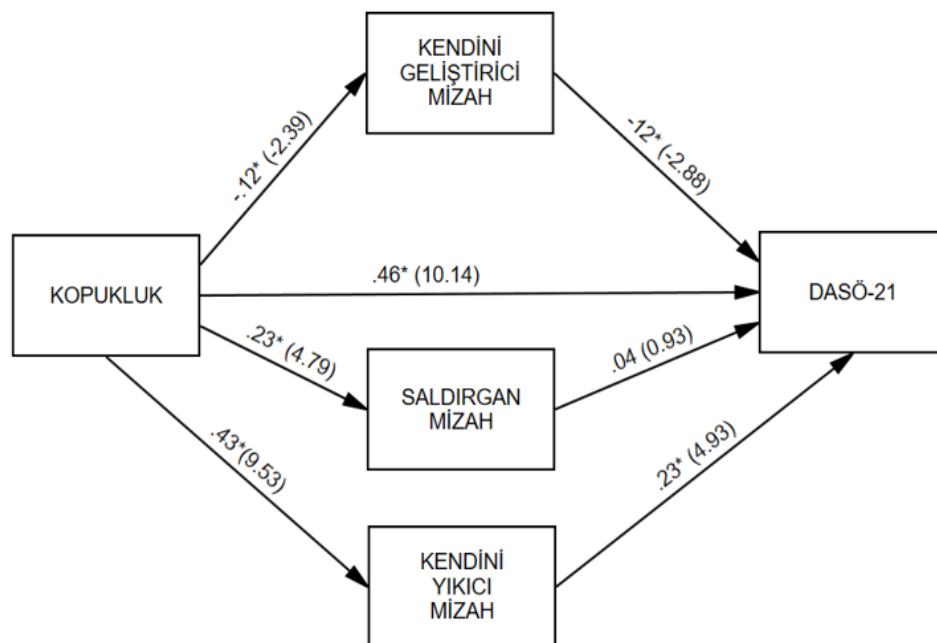 KENDİNİ
GELİŞTİRİCİ
MİZAH
-.12* (-2.39)
-12* (-2.88)
KOPUKLUK
.46* (10.14)
DASÖ-21
.23* (4.79)
.04 (0.93)
SALDIRGAN
MİZAH
.43*(9.53)
.23* (4.93)
KENDİNİ
YIKICI
MİZAH